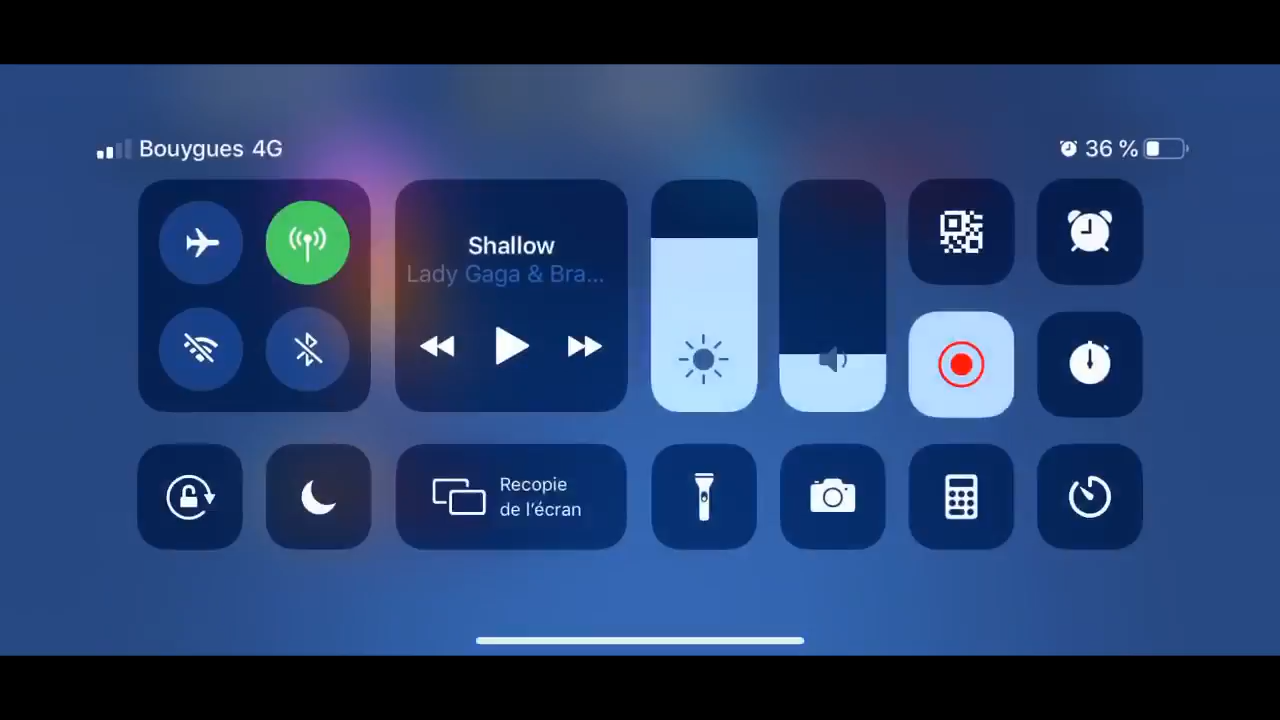 Bouygues 4G
36 %
Shallow
Lady Gaga & Bra...
Recopie
de l’écran